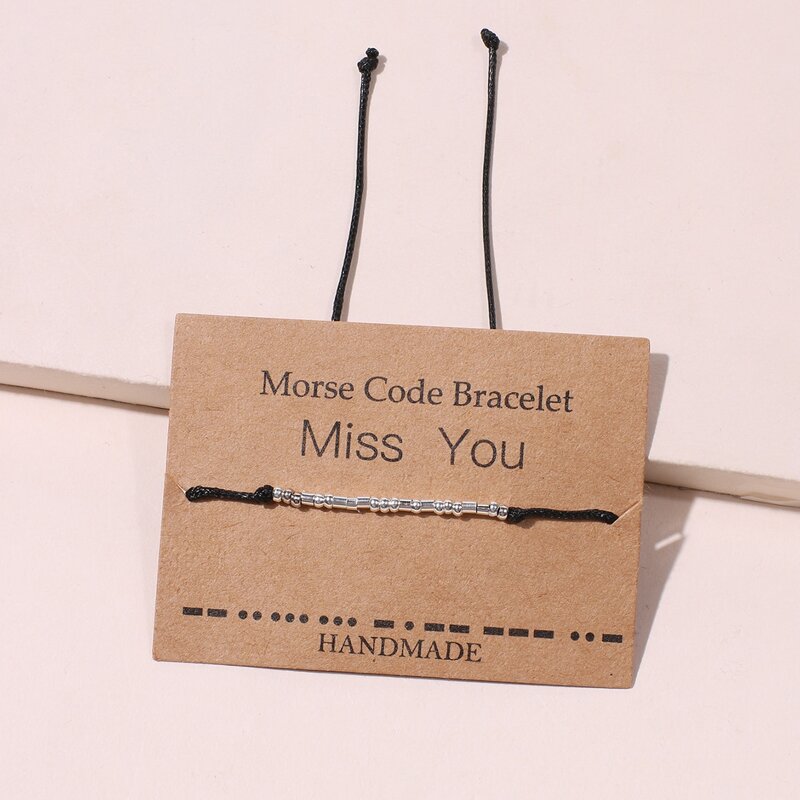 Morse Code Bracelet
Miss You
−− •• ••• ••• −•−− −−− ••−
HANDMADE